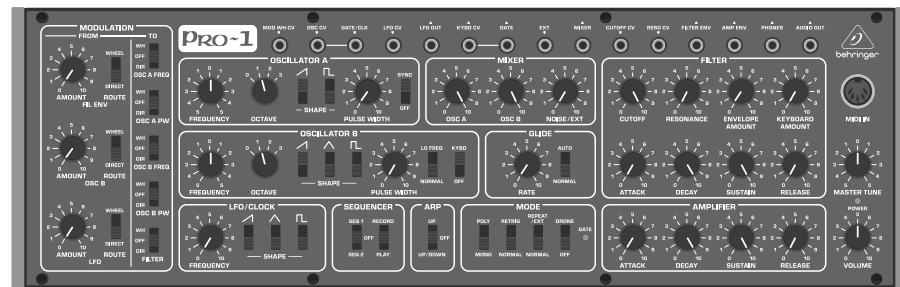 MODULATION
FROM TO
WHEEL WH OFF DIR
DIRECT
AMOUNT ROUTE OSC A FREQ
FIL ENV
WH OFF DIR
OSC A PW
WHEEL WH OFF DIR
DIRECT
AMOUNT ROUTE OSC B FREQ
OSC B
WH OFF DIR
OSC B PW
WHEEL WH OFF DIR
DIRECT
AMOUNT ROUTE FILTER
LFO
PRO-1
MOD WH CV OSC CV GATE/CLK LFO CV LFO OUT KYBD CV GATE EXT MIXER CUTOFF CV RESO CV FILTER ENV AMP ENV PHONES AUDIO OUT
OSCILLATOR A
SYNC
OFF
SHAPE
FREQUENCY OCTAVE PULSE WIDTH
MIXER
OSC A OSC B NOISE/EXT
FILTER
CUTOFF RESONANCE ENVELOPE AMOUNT KEYBOARD AMOUNT
ATTACK DECAY SUSTAIN RELEASE
behringer
MIDI IN
OSCILLATOR B
LO FREQ KYBD
NORMAL OFF
SHAPE
FREQUENCY OCTAVE PULSE WIDTH
GLIDE
AUTO
NORMAL
RATE
MASTER TUNE
LFO/CLOCK
SHAPE
FREQUENCY
SEQUENCER
SEQ 1 RECORD
OFF
SEQ 2 PLAY
ARP
UP
OFF
UP/DOWN
MODE
POLY RETRIG REPEAT /EXT DRONE
GATE
MONO NORMAL NORMAL OFF
AMPLIFIER
ATTACK DECAY SUSTAIN RELEASE
POWER
VOLUME